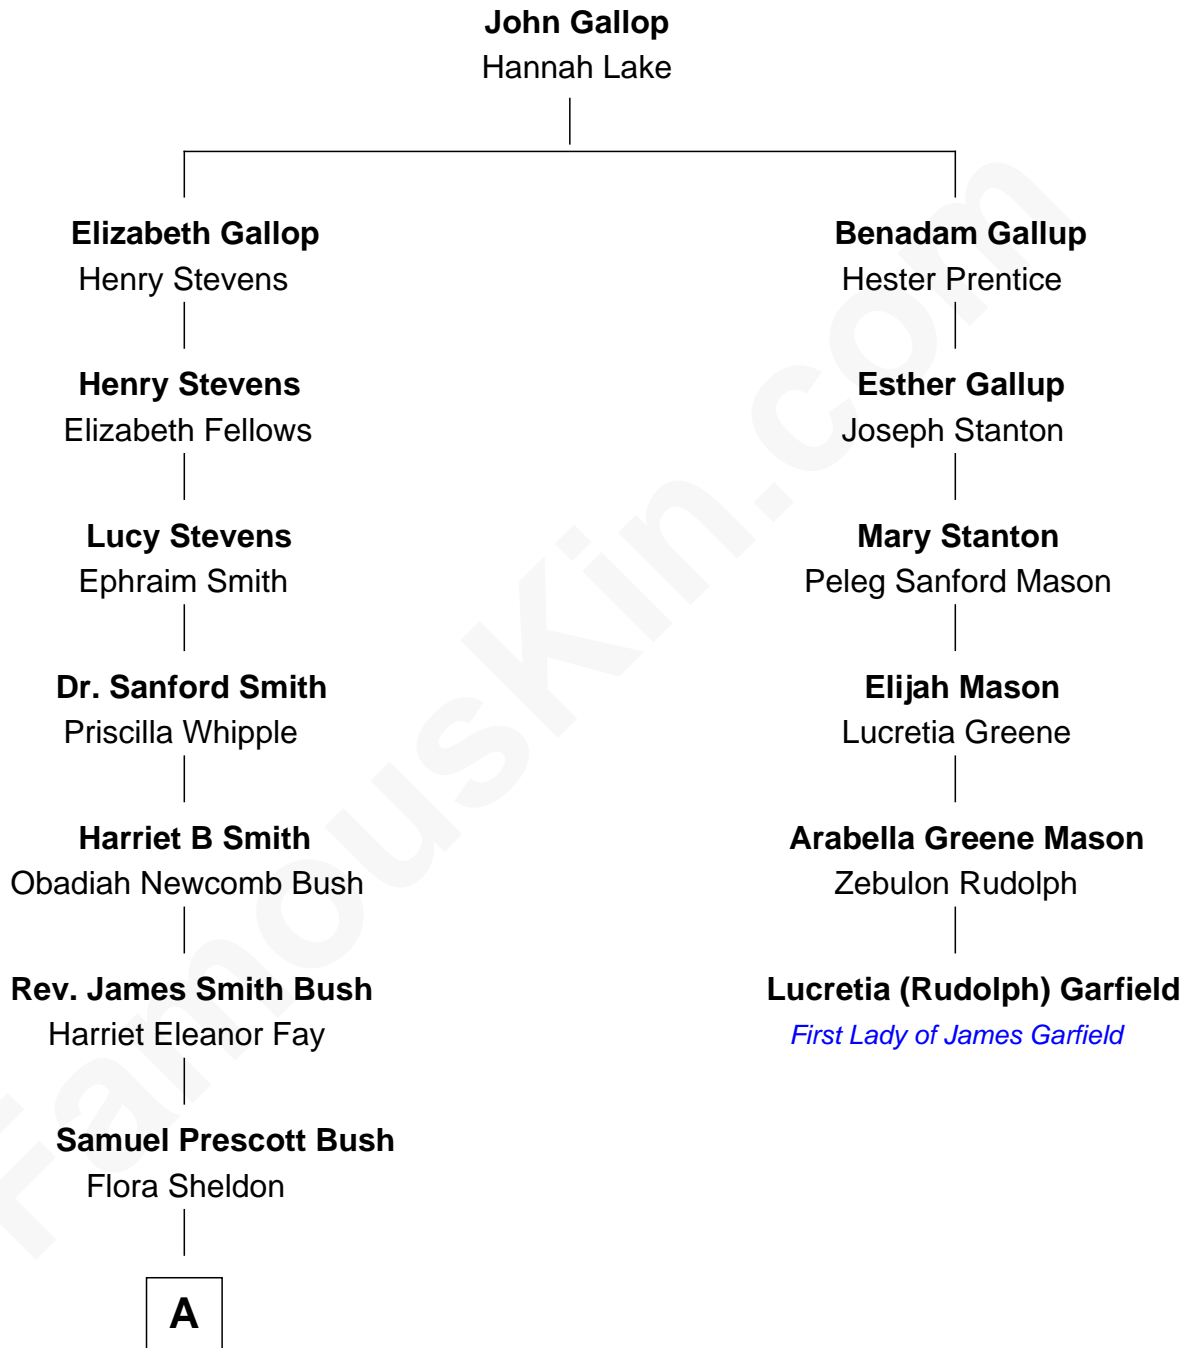 John Gallop
Hannah Lake
Elizabeth Gallop
Henry Stevens
Benadam Gallup
Hester Prentice
Henry Stevens
Elizabeth Fellows
Esther Gallup
Joseph Stanton
Lucy Stevens
Ephraim Smith
Mary Stanton
Peleg Sanford Mason
Dr. Sanford Smith
Priscilla Whipple
Elijah Mason
Lucretia Greene
Harriet B Smith
Obadiah Newcomb Bush
Arabella Greene Mason
Zebulon Rudolph
Rev. James Smith Bush
Harriet Eleanor Fay
Lucretia (Rudolph) Garfield
First Lady of James Garfield
Samuel Prescott Bush
Flora Sheldon
A
FamousKin.com